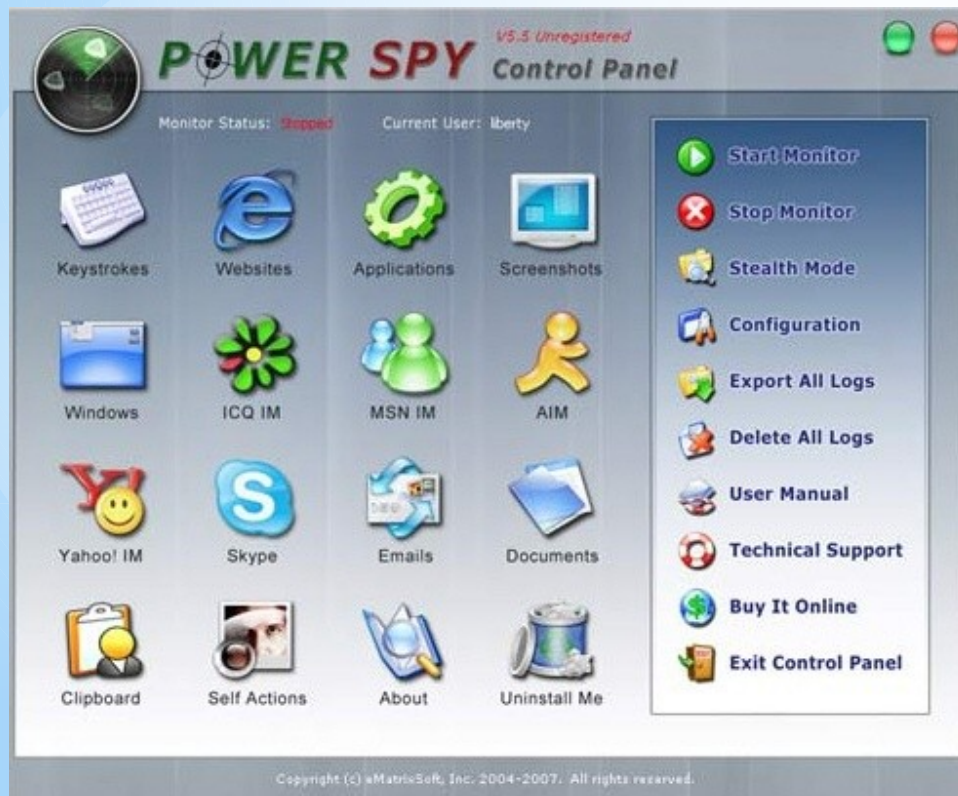 POWER SPY
V5.5 Unregistered
Control Panel
Monitor Status: Stopped Current User: liberty
Keystrokes Websites Applications Screenshots
Windows ICQ IM MSN IM AIM
Yahoo! IM Skype Emails Documents
Clipboard Self Actions About Uninstall Me
Start Monitor
Stop Monitor
Stealth Mode
Configuration
Export All Logs
Delete All Logs
User Manual
Technical Support
Buy It Online
Exit Control Panel
Copyright (c) eMatrixSoft, Inc. 2004-2007. All rights reserved.